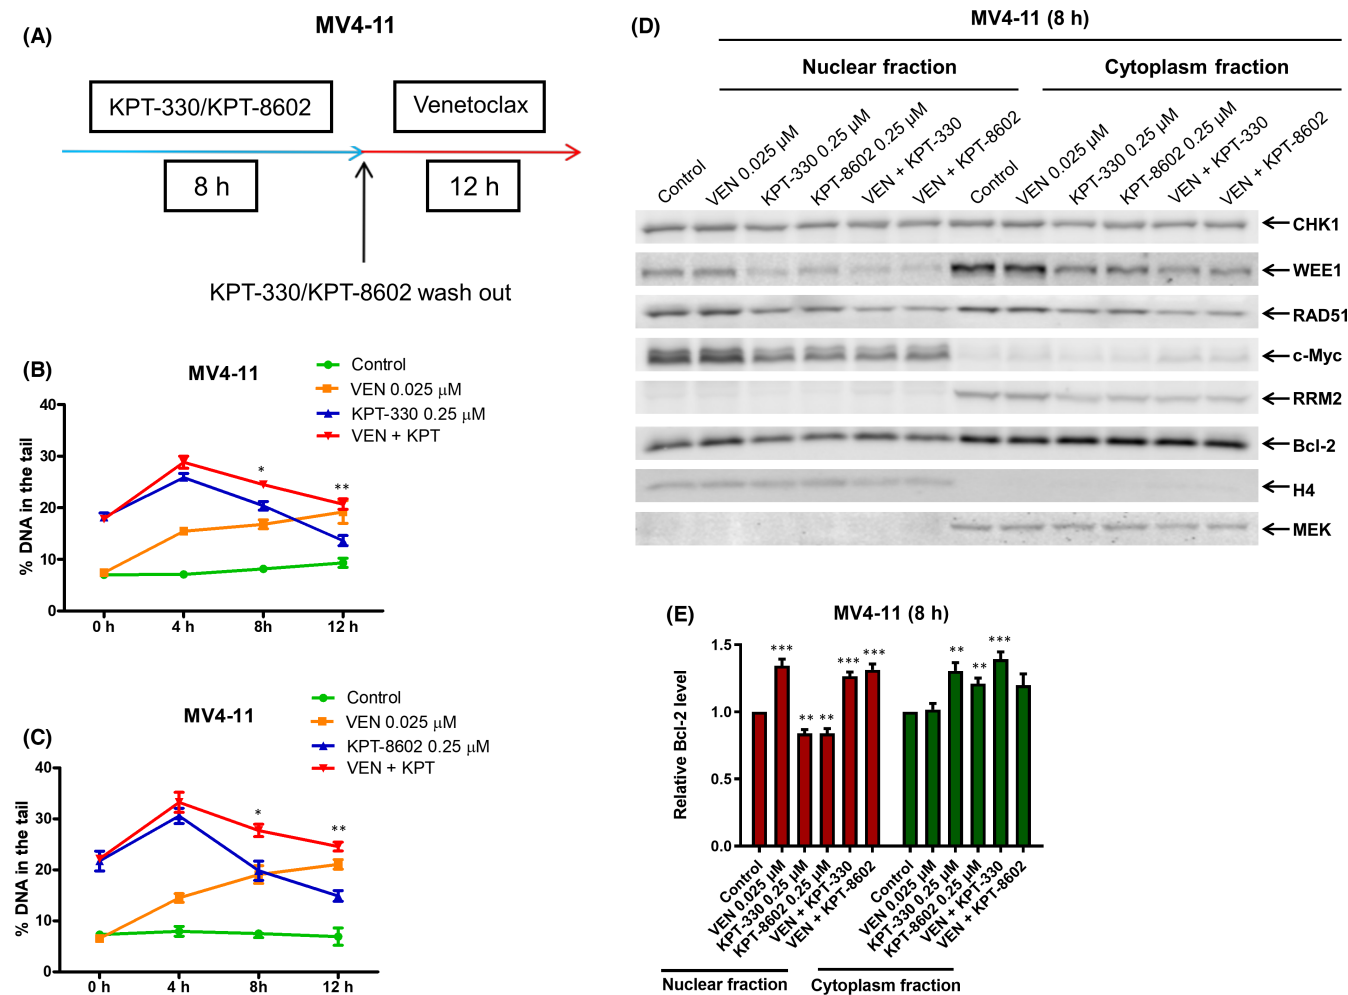 (A)
MV4-11
KPT-330/KPT-8602
Venetoclax
8 h
12 h
KPT-330/KPT-8602 wash out
(B)
MV4-11
Control
VEN 0.025 µM
KPT-330 0.25 µM
VEN + KPT
% DNA in the tail
40
30
20
10
0
*
**
0 h 4 h 8h 12 h
(C)
MV4-11
Control
VEN 0.025 µM
KPT-8602 0.25 µM
VEN + KPT
% DNA in the tail
40
30
20
10
0
*
**
0 h 4 h 8h 12 h
(D)
MV4-11 (8 h)
Nuclear fraction Cytoplasm fraction
Control
VEN 0.025 µM
KPT-330 0.25 µM
KPT-8602 0.25 µM
VEN + KPT-330
VEN + KPT-8602
Control
VEN 0.025 µM
KPT-330 0.25 µM
KPT-8602 0.25 µM
VEN + KPT-330
VEN + KPT-8602
CHK1
WEE1
RAD51
c-Myc
RRM2
Bcl-2
H4
MEK
(E)
MV4-11 (8 h)
Relative Bcl-2 level
1.5
1.0
0.5
0.0
***
**
**
***
***
**
**
***
Control
VEN 0.025 µM
KPT-330 0.25 µM
KPT-8602 0.25 µM
VEN + KPT-330
VEN + KPT-8602
Control
VEN 0.025 µM
KPT-330 0.25 µM
KPT-8602 0.25 µM
VEN + KPT-330
VEN + KPT-8602
Nuclear fraction Cytoplasm fraction